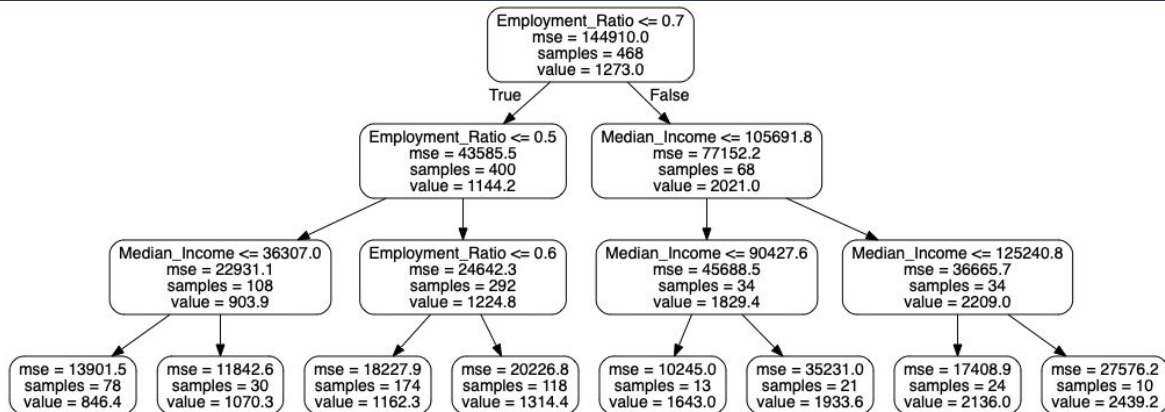 Employment_Ratio <= 0.7
mse = 144910.0
samples = 468
value = 1273.0
True
False
Employment_Ratio <= 0.5
mse = 43585.5
samples = 400
value = 1144.2
Median_Income <= 105691.8
mse = 77152.2
samples = 68
value = 2021.0
Median_Income <= 36307.0
mse = 22931.1
samples = 108
value = 903.9
Employment_Ratio <= 0.6
mse = 24642.3
samples = 292
value = 1224.8
Median_Income <= 90427.6
mse = 45688.5
samples = 34
value = 1829.4
Median_Income <= 125240.8
mse = 36665.7
samples = 34
value = 2209.0
mse = 13901.5
samples = 78
value = 846.4
mse = 11842.6
samples = 30
value = 1070.3
mse = 18227.9
samples = 174
value = 1162.3
mse = 20226.8
samples = 118
value = 1314.4
mse = 10245.0
samples = 13
value = 1643.0
mse = 35231.0
samples = 21
value = 1933.6
mse = 17408.9
samples = 24
value = 2136.0
mse = 27576.2
samples = 10
value = 2439.2